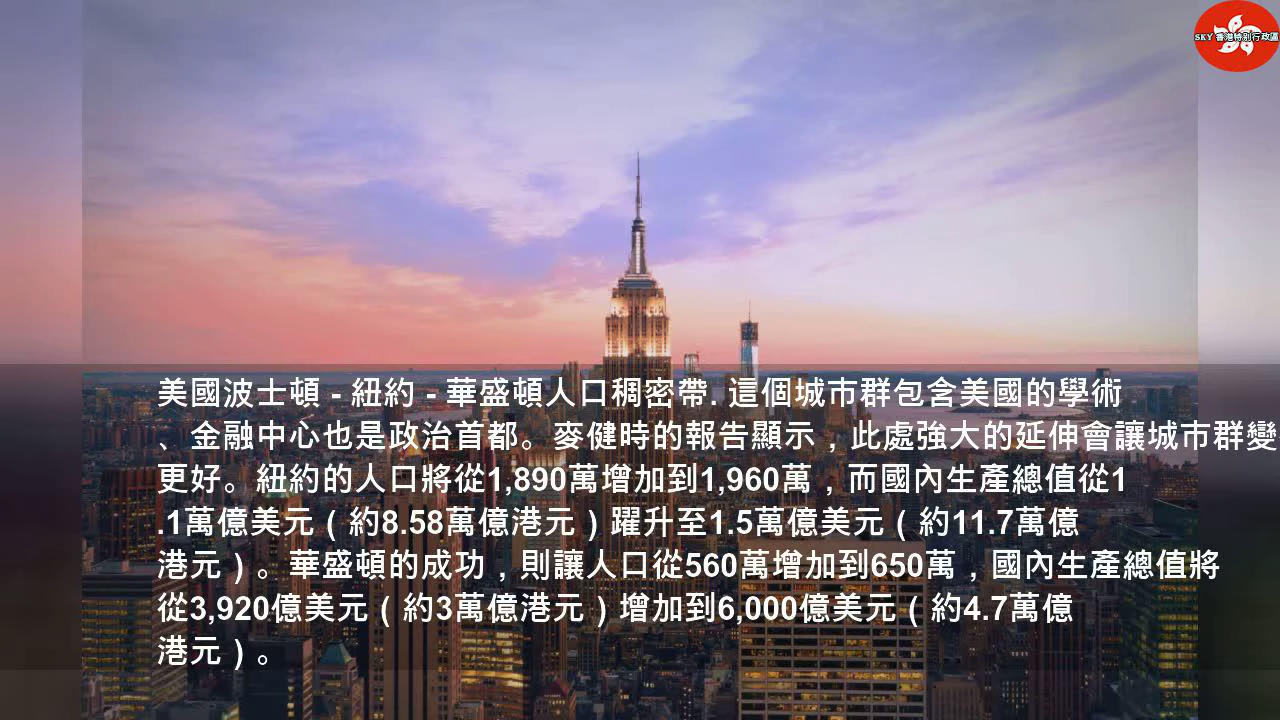 SKY 香港特別行政區
美國波士頓 - 紐約 - 華盛頓人口稠密帶. 這個城市群包含美國的學術
、金融中心也是政治首都。麥健時的報告顯示，此處強大的延伸會讓城市群變
更好。紐約的人口將從1,890萬增加到1,960萬，而國內生產總值從1
.1萬億美元（約8.58萬億港元）躍升至1.5萬億美元（約11.7萬億
港元）。華盛頓的成功，則讓人口從560萬增加到650萬，國內生產總值將
從3,920億美元（約3萬億港元）增加到6,000億美元（約4.7萬億
港元）。